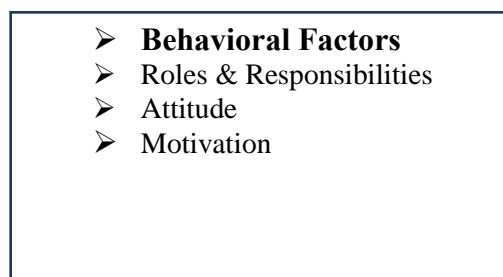 ➢ Behavioral Factors
➢ Roles & Responsibilities
➢ Attitude
➢ Motivation